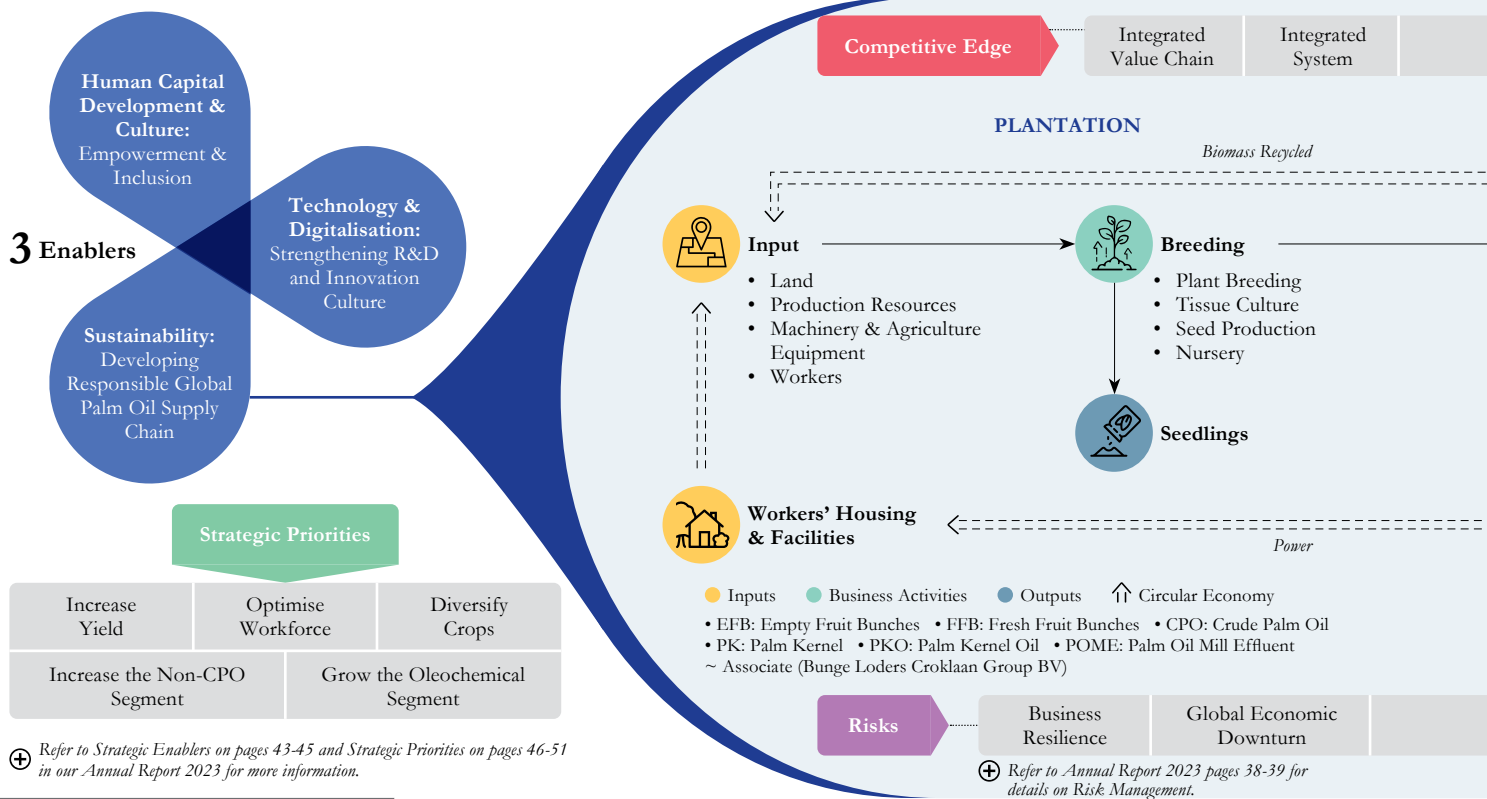 Human Capital
Development &
Culture:
Empowerment &
Inclusion
Technology &
Digitalisation:
Strengthening R&D
and Innovation
Culture
3 Enablers
Sustainability:
Developing
Responsible Global
Palm Oil Supply
Chain
Strategic Priorities
Increase
Yield
Optimise
Workforce
Diversify
Crops
Increase the Non-CPO
Segment
Grow the Oleochemical
Segment
Refer to Strategic Enablers on pages 43-45 and Strategic Priorities on pages 46-51
in our Annual Report 2023 for more information.
Competitive Edge
Integrated
Value Chain
Integrated
System
PLANTATION
Biomass Recycled
Input
• Land
• Production Resources
• Machinery & Agriculture
Equipment
• Workers
Breeding
• Plant Breeding
• Tissue Culture
• Seed Production
• Nursery
Seedlings
Workers' Housing
& Facilities
Power
Inputs Business Activities Outputs Circular Economy
• EFB: Empty Fruit Bunches • FFB: Fresh Fruit Bunches • CPO: Crude Palm Oil
• PK: Palm Kernel • PKO: Palm Kernel Oil • POME: Palm Oil Mill Effluent
~ Associate (Bunge Loders Croklaan Group BV)
Risks
Business
Resilience
Global Economic
Downturn
Refer to Annual Report 2023 pages 38-39 for
details on Risk Management.